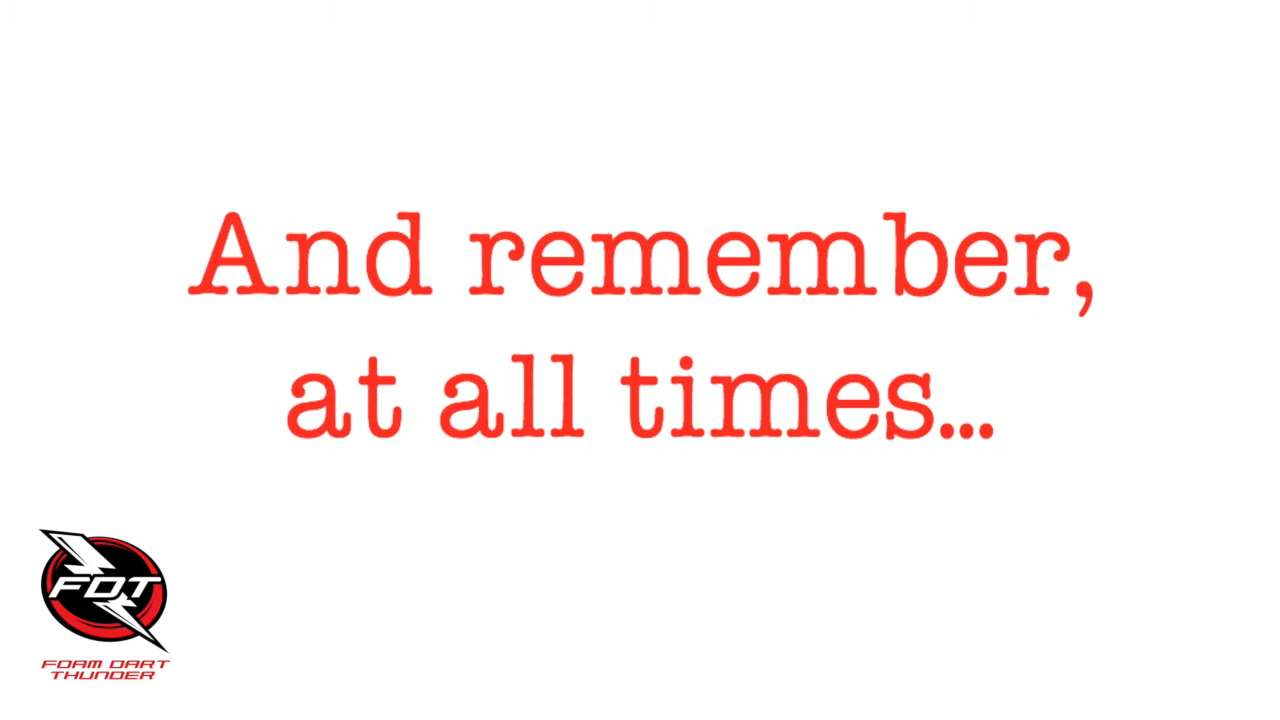 And remember,
at all times...
FDT
FOAM DART
THUNDER